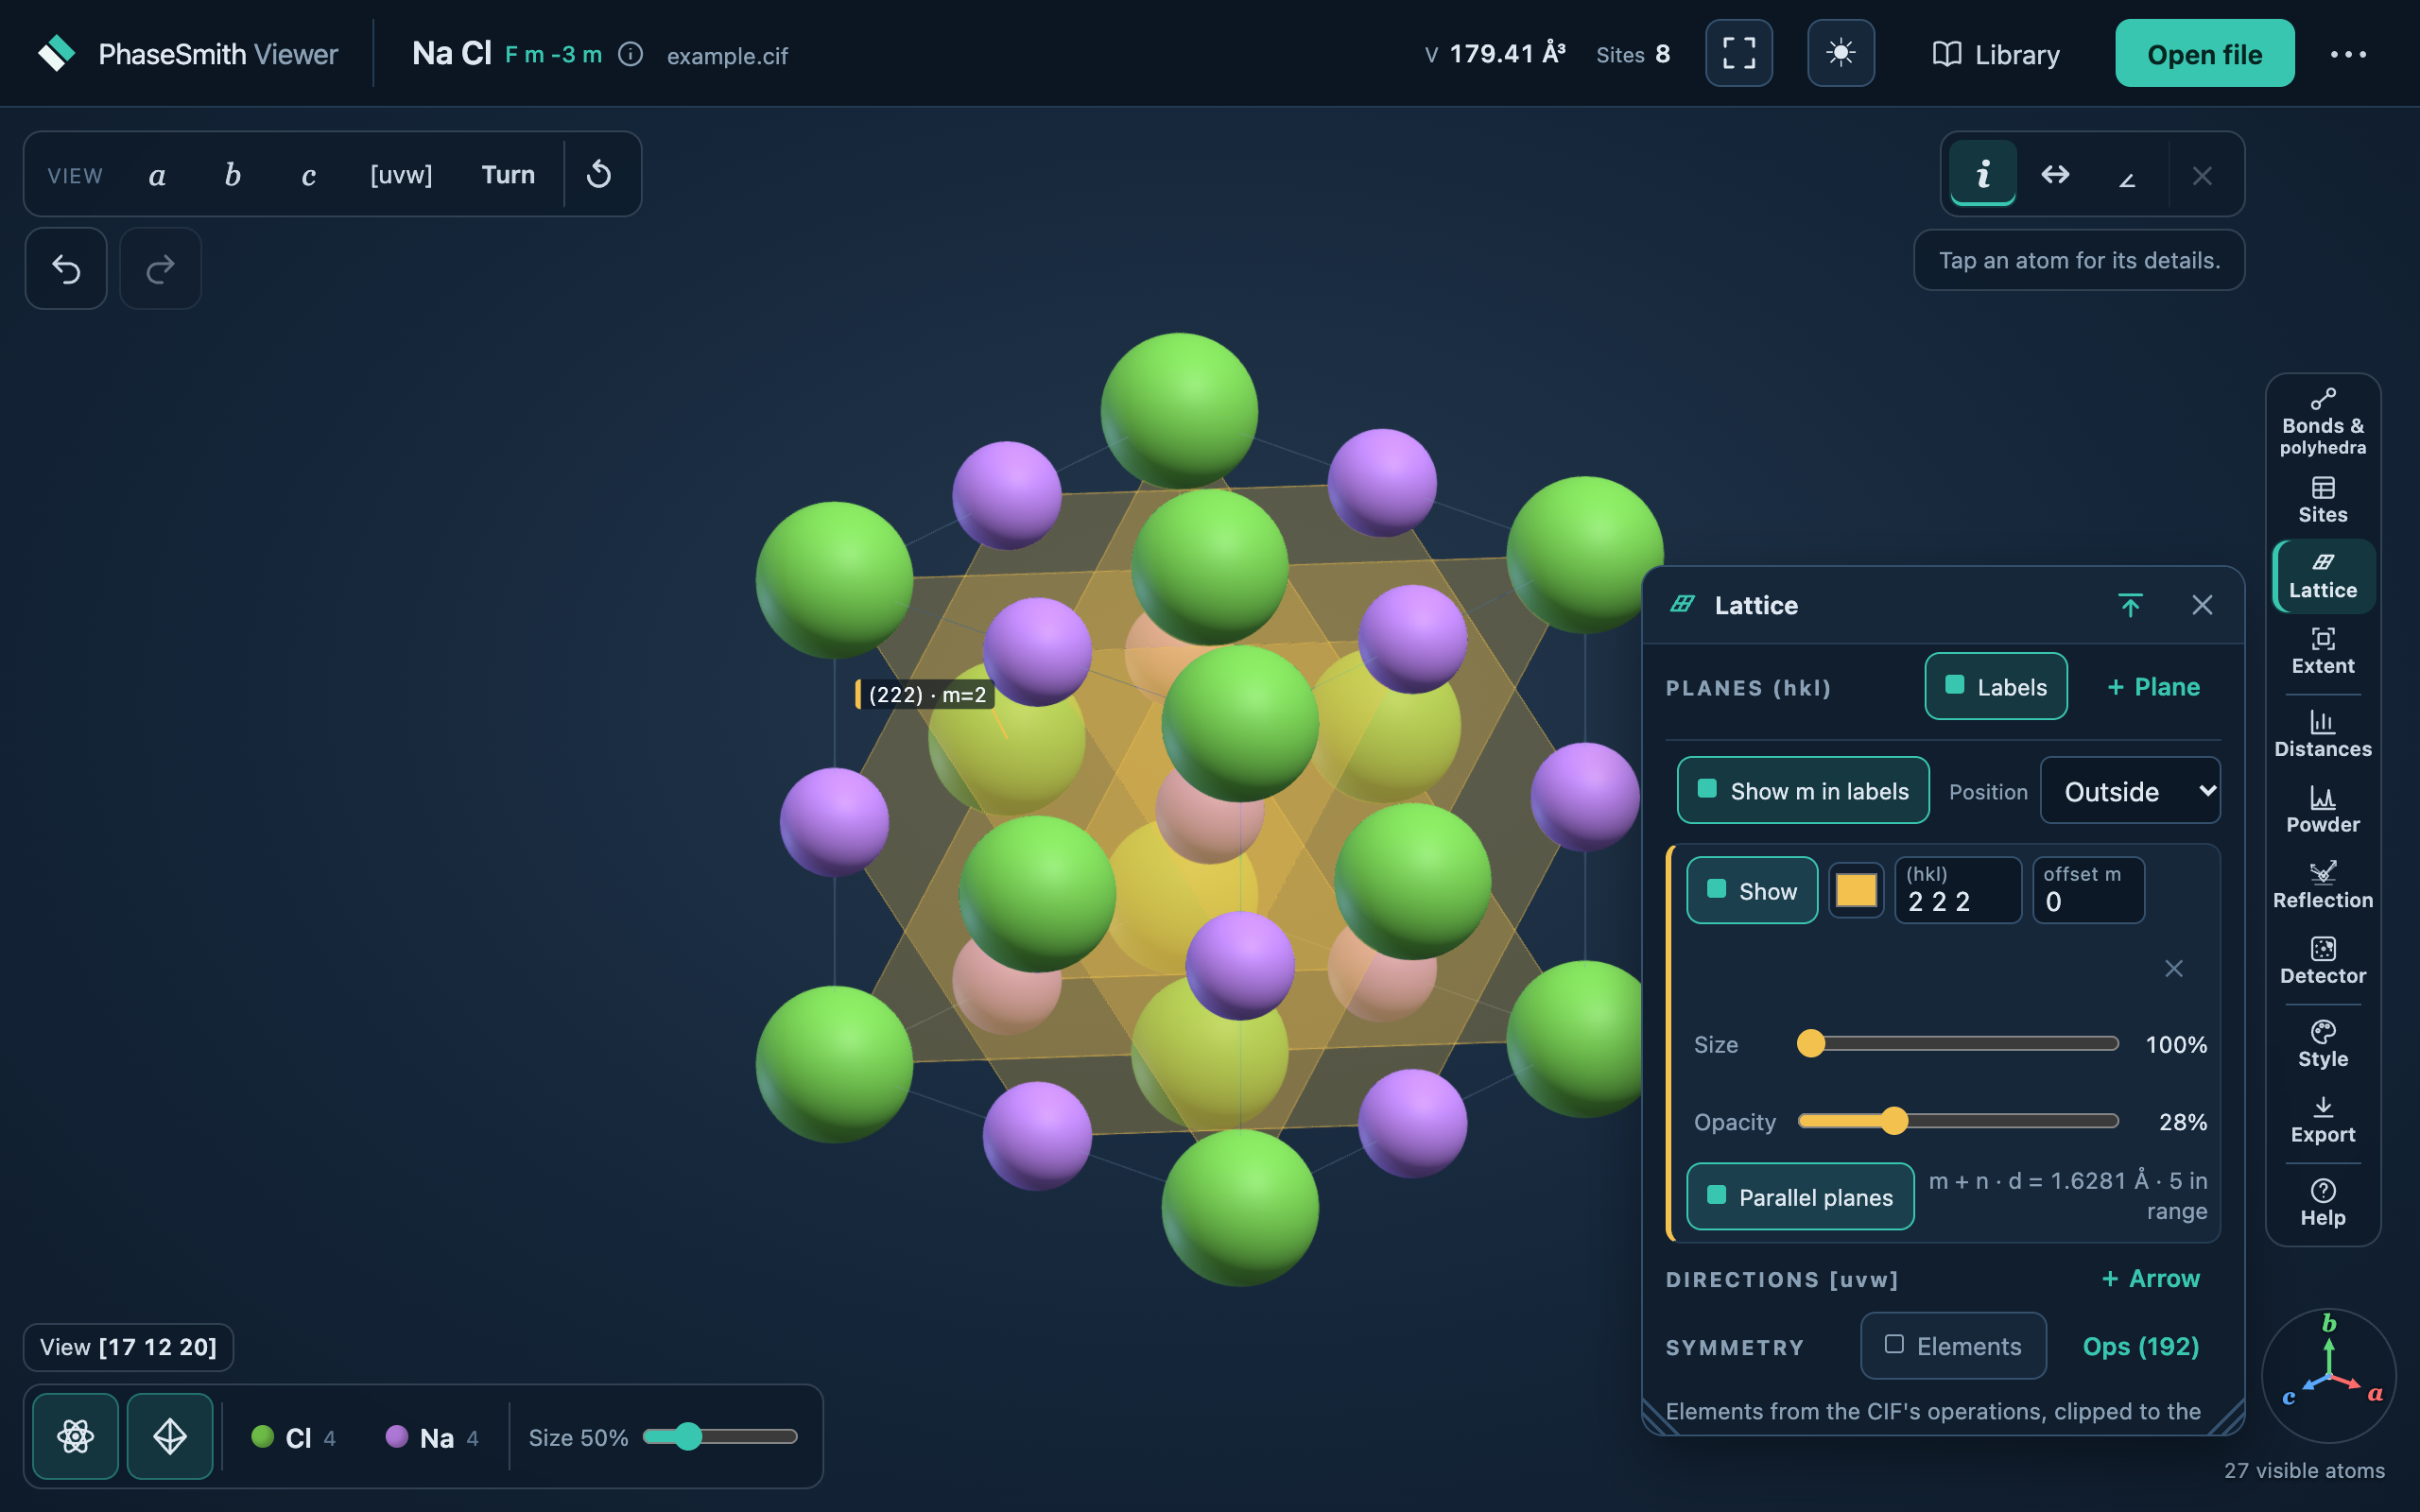 PhaseSmith Viewer
Na Cl F m -3 m example.cif
V 179.41 Å³ Sites 8
Library
Open file
VIEW a b c [uvw] Turn
i
Tap an atom for its details.
(222) · m=2
Bonds &
polyhedra
Sites
Lattice
Extent
Distances
Powder
Reflection
Detector
Style
Export
Help
Lattice
PLANES (hkl) Labels + Plane
Show m in labels Position Outside
Show (hkl) 2 2 2 offset m 0
Size 100%
Opacity 28%
Parallel planes m + n · d = 1.6281 Å · 5 in
range
DIRECTIONS [uvw] + Arrow
SYMMETRY Elements Ops (192)
Elements from the CIF's operations, clipped to the
View [17 12 20]
Cl 4 Na 4 Size 50%
b
c a
27 visible atoms